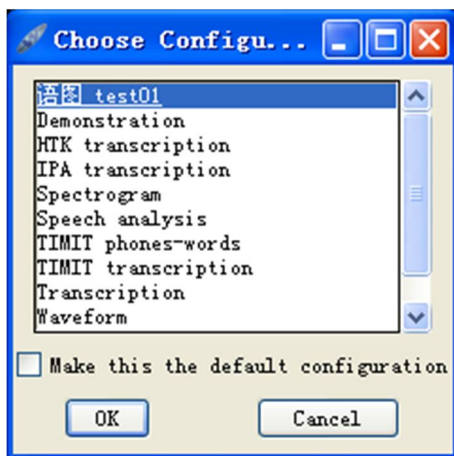 Choose Configu...
语图 test01
Demonstration
HTK transcription
IPA transcription
Spectrogram
Speech analysis
TIMIT phones-words
TIMIT transcription
Transcription
Waveform
Make this the default configuration
OK Cancel